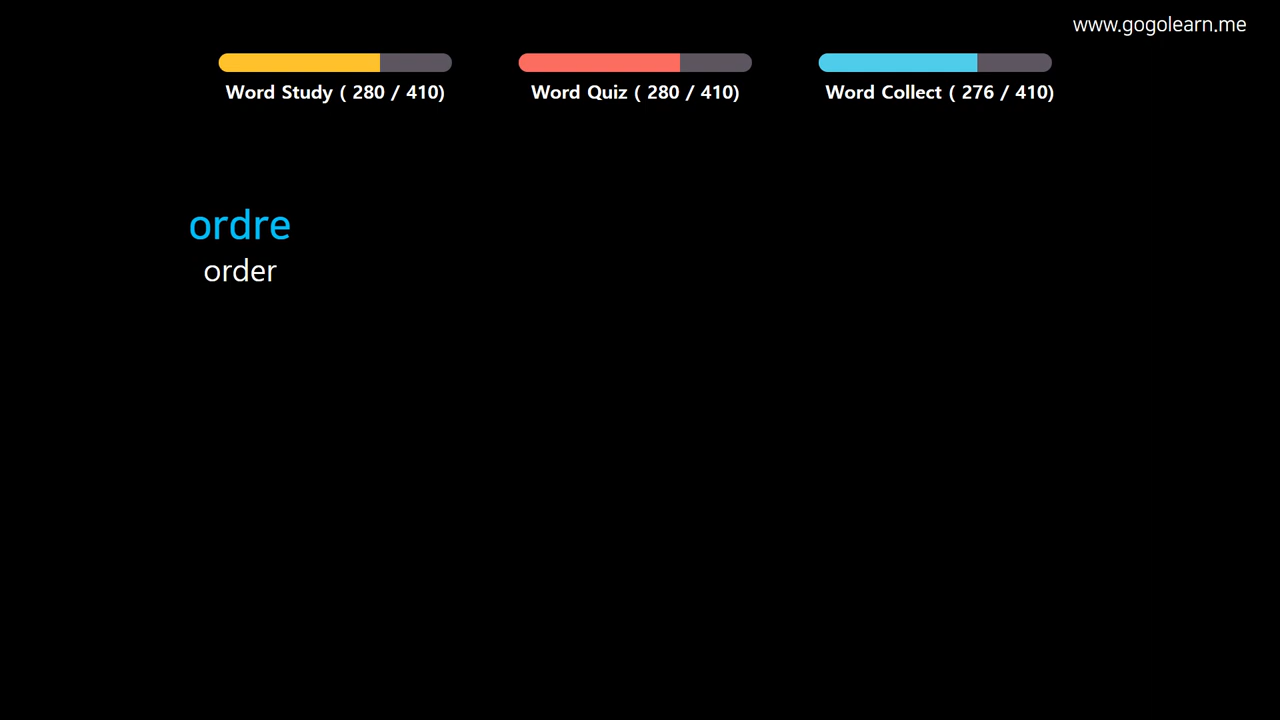 www.gogolearn.me
Word Study ( 280 / 410)
Word Quiz ( 280 / 410)
Word Collect ( 276 / 410)
ordre
order